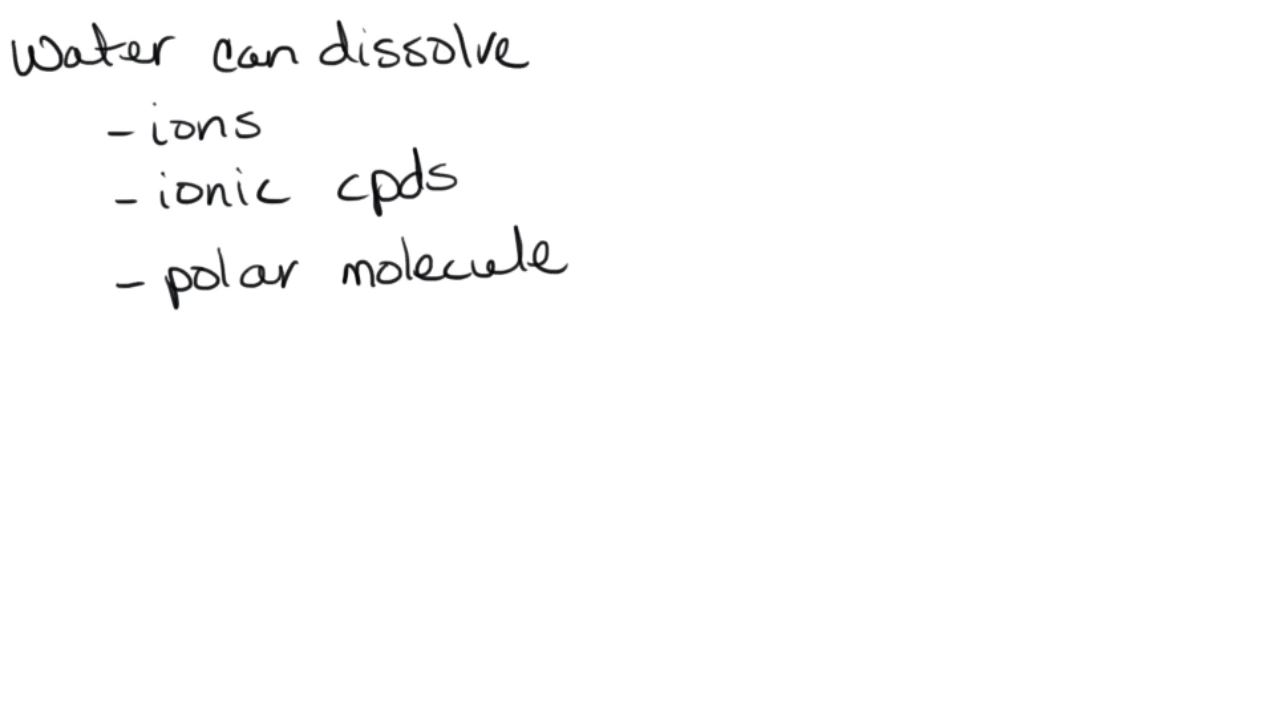 Water can dissolve
- ions
- ionic cpds
- polar molecule